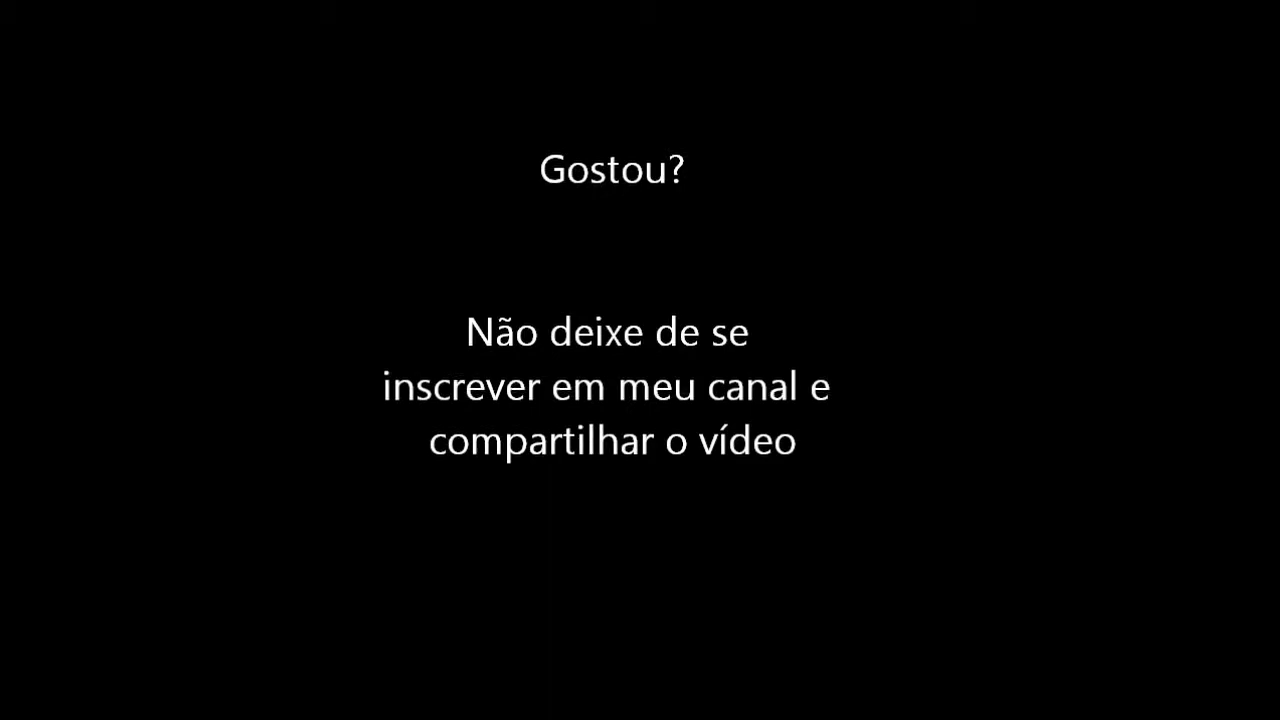 Gostou?
Não deixe de se
inscrever em meu canal e
compartilhar o vídeo